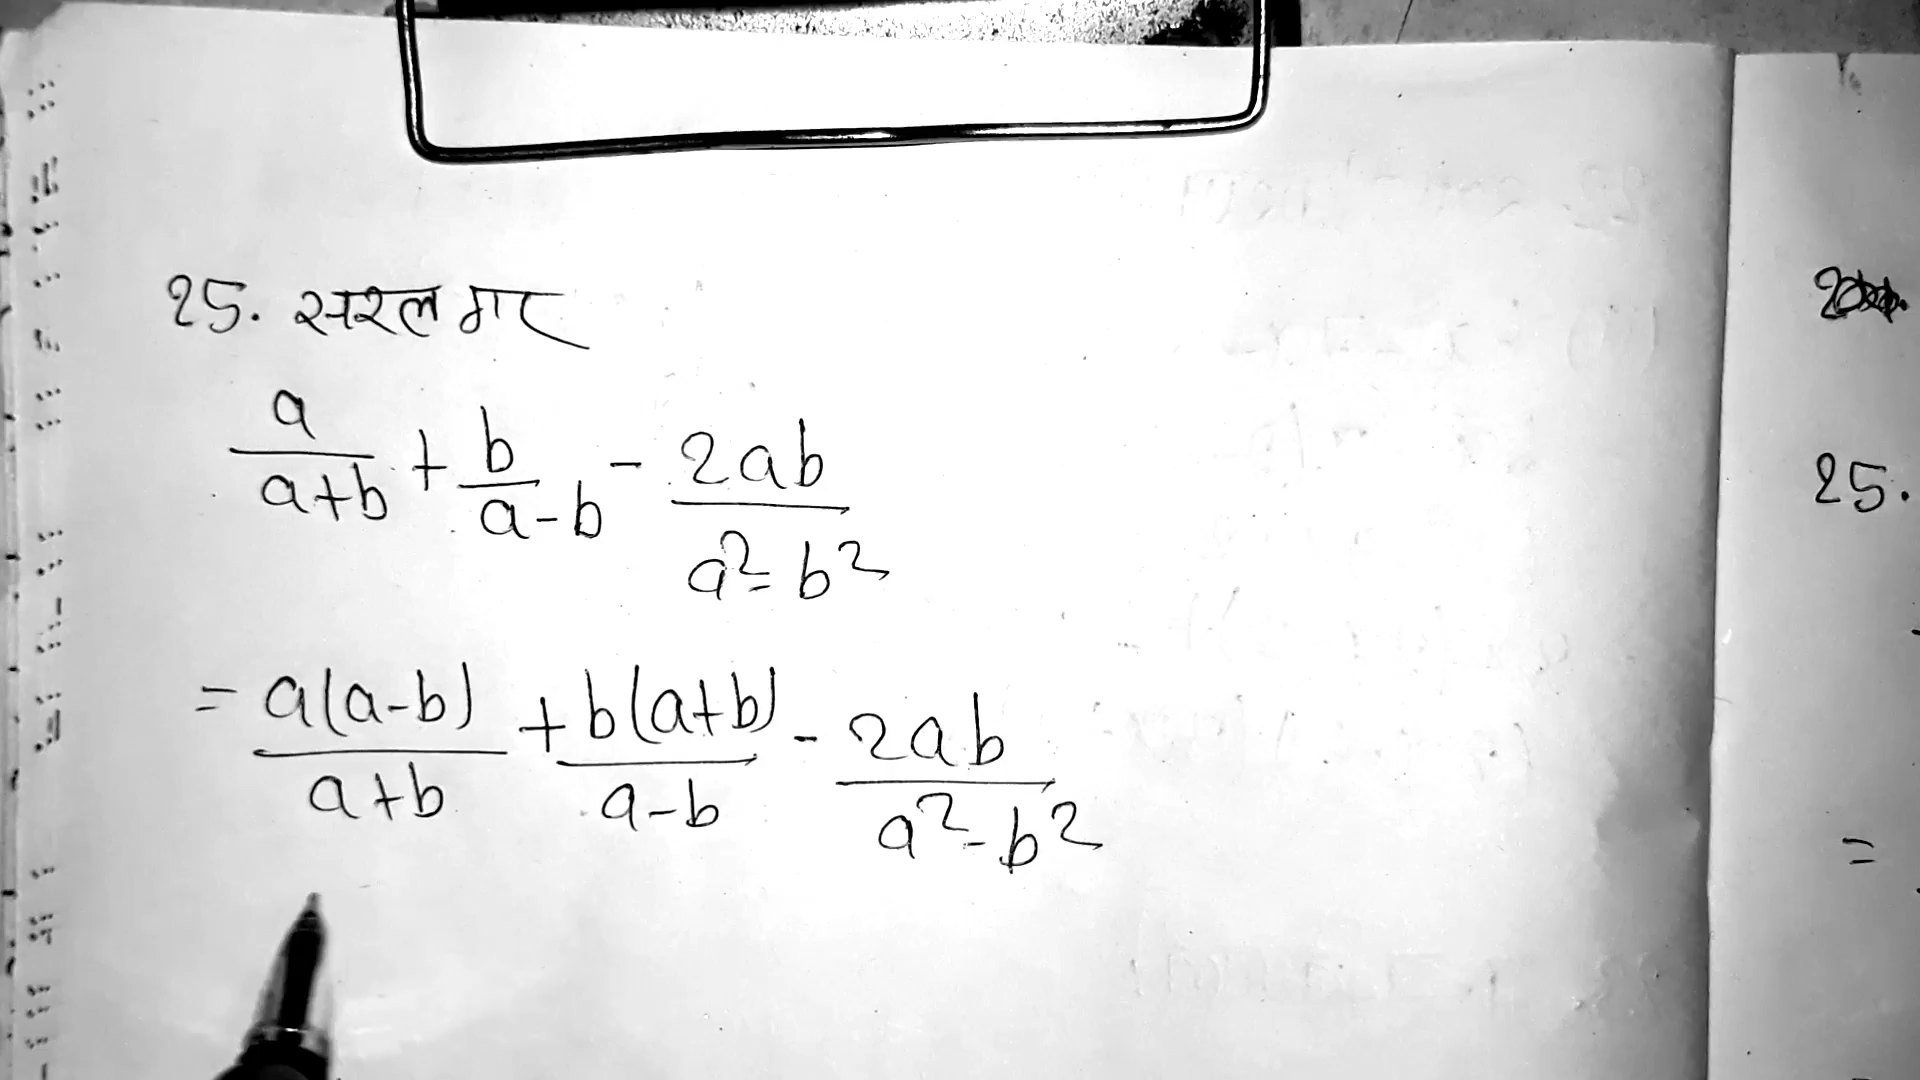 25. सरल गर
a/(a+b) + b/(a-b) - 2ab/(a²-b²)
= a(a-b)/(a+b) + b(a+b)/(a-b) - 2ab/(a²-b²)
25.
=